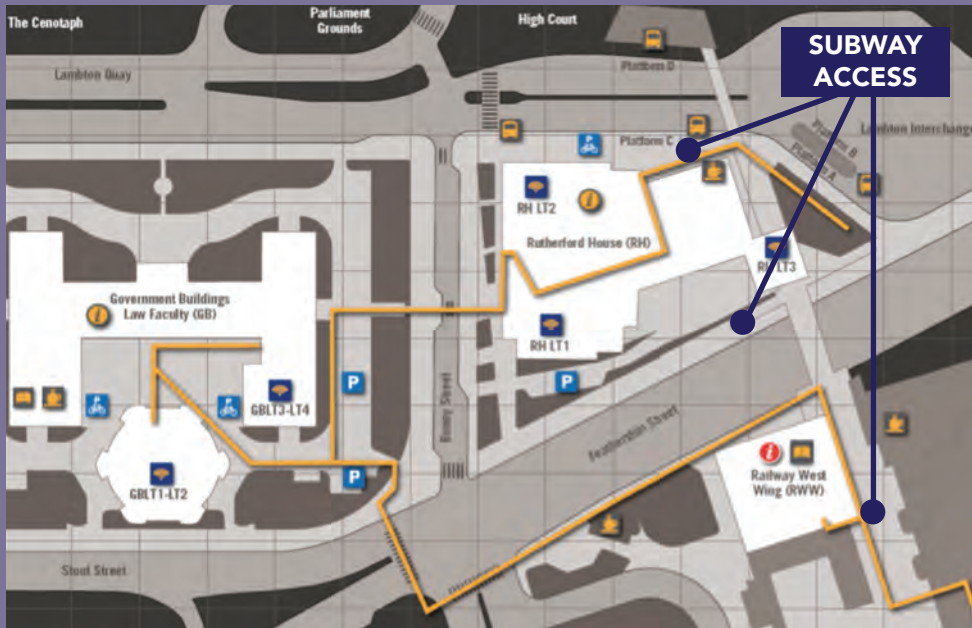 The Cenotaph
Parliament
Grounds
High Court
SUBWAY
ACCESS
Lambton Quay
Platform D
Platform C
Platform B
Platform A
Lambton Interchange
RH LT2
Rutherford House (RH)
RH LT3
Government Buildings
Law Faculty (GB)
RH LT1
P
P
GBLT3-LT4
Bunny Street
Featherston Street
GBLT1-LT2
P
Railway West
Wing (RWW)
Stout Street